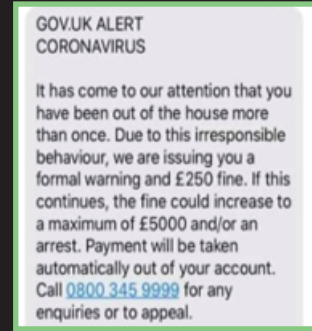 GOV.UK ALERT
CORONAVIRUS
It has come to our attention that you
have been out of the house more
than once. Due to this irresponsible
behaviour, we are issuing you a
formal warning and £250 fine. If this
continues, the fine could increase to
a maximum of £5000 and/or an
arrest. Payment will be taken
automatically out of your account.
Call 0800 345 9999 for any
enquiries or to appeal.